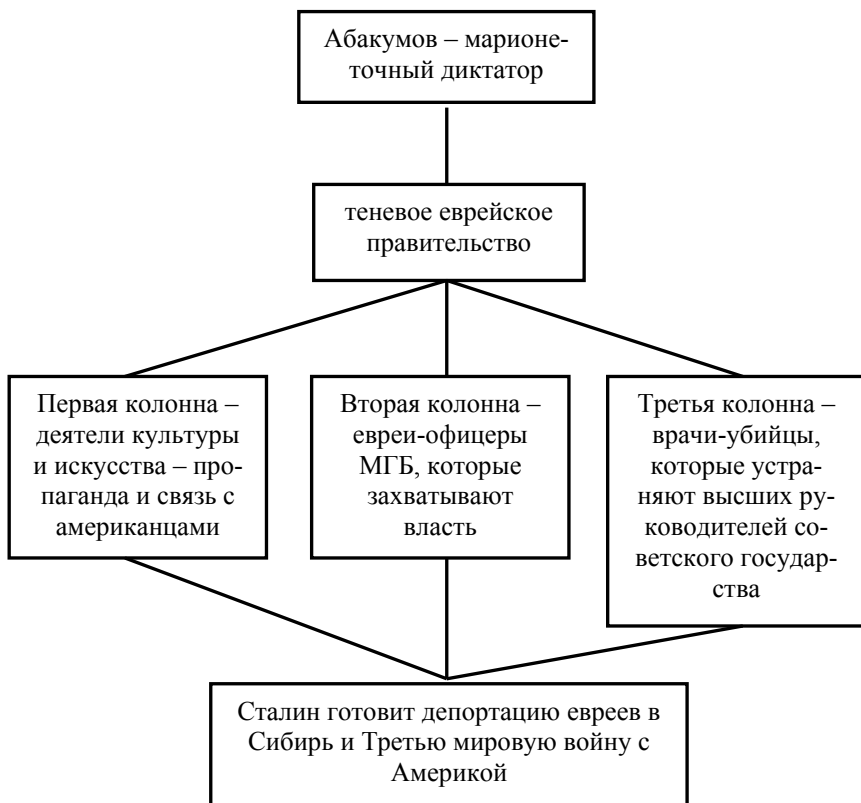 Абакумов – марионе-
точный диктатор
теневое еврейское
правительство
Первая колонна –
деятели культуры
и искусства – про-
паганда и связь с
американцами
Вторая колонна –
евреи-офицеры
МГБ, которые
захватывают
власть
Третья колонна –
врачи-убийцы,
которые устра-
няют высших ру-
ководителей со-
ветского государ-
ства
Сталин готовит депортацию евреев в
Сибирь и Третью мировую войну с
Америкой